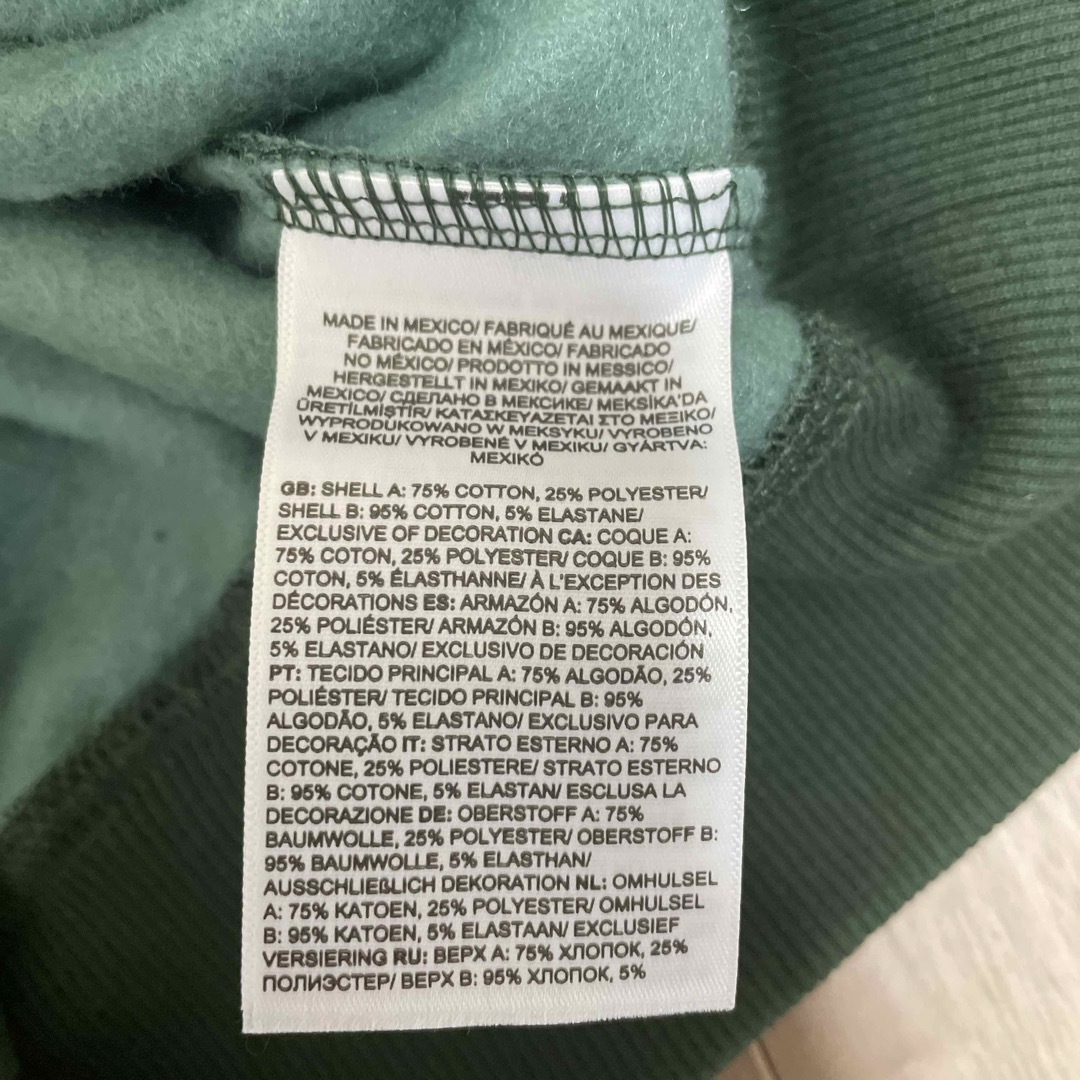 MADE IN MEXICO/ FABRIQUÉ AU MEXIQUE/
FABRICADO EN MÉXICO/ FABRICADO
NO MÉXICO/ PRODOTTO IN MESSICO/
HERGESTELLT IN MEXIKO/ GEMAAKT IN
MEXICO/ СДЕЛАНО В МЕКСИКЕ/ MEKSİKA'DA
ÜRETİLMİŞTİR/ ΚΑΤΑΣΚΕΥΑΖΕΤΑΙ ΣΤΟ ΜΕΞΙΚΟ/
WYPRODUKOWANO W MEKSYKU/ VYROBENO
V MEXIKU/ VYROBENÉ V MEXIKU/ GYÁRTVA:
MEXIKÓ
GB: SHELL A: 75% COTTON, 25% POLYESTER/
SHELL B: 95% COTTON, 5% ELASTANE/
EXCLUSIVE OF DECORATION CA: COQUE A:
75% COTON, 25% POLYESTER/ COQUE B: 95%
COTON, 5% ÉLASTHANNE/ À L'EXCEPTION DES
DÉCORATIONS ES: ARMAZÓN A: 75% ALGODÓN,
25% POLIÉSTER/ ARMAZÓN B: 95% ALGODÓN,
5% ELASTANO/ EXCLUSIVO DE DECORACIÓN
PT: TECIDO PRINCIPAL A: 75% ALGODÃO, 25%
POLIÉSTER/ TECIDO PRINCIPAL B: 95%
ALGODÃO, 5% ELASTANO/ EXCLUSIVO PARA
DECORAÇÃO IT: STRATO ESTERNO A: 75%
COTONE, 25% POLIESTERE/ STRATO ESTERNO
B: 95% COTONE, 5% ELASTAN/ ESCLUSA LA
DECORAZIONE DE: OBERSTOFF A: 75%
BAUMWOLLE, 25% POLYESTER/ OBERSTOFF B:
95% BAUMWOLLE, 5% ELASTHAN/
AUSSCHLIEßLICH DEKORATION NL: OMHULSEL
A: 75% KATOEN, 25% POLYESTER/ OMHULSEL
B: 95% KATOEN, 5% ELASTAAN/ EXCLUSIEF
VERSIERING RU: ВЕРХ A: 75% ХЛОПОК, 25%
ПОЛИЭСТЕР/ ВЕРХ B: 95% ХЛОПОК, 5%